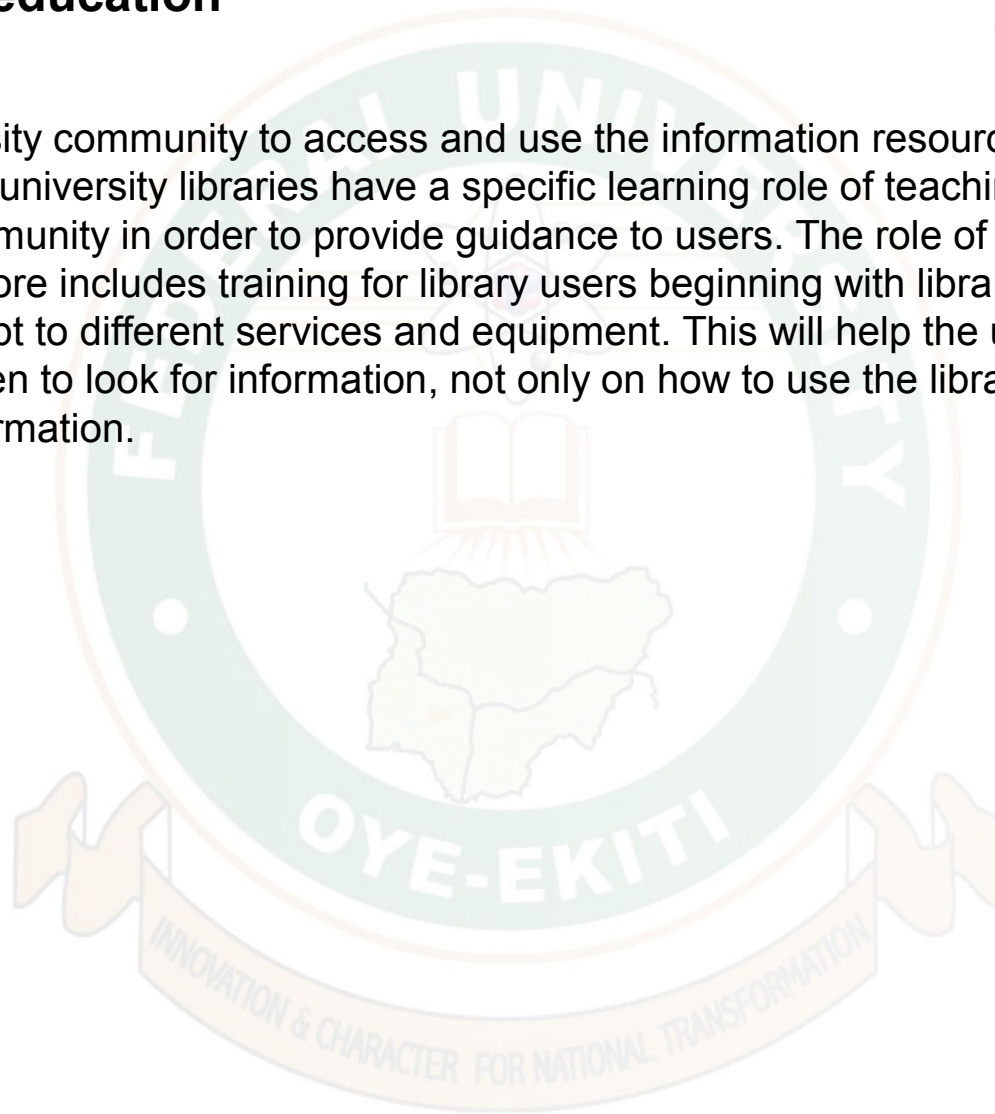 education
sity community to access and use the information resourc
university libraries have a specific learning role of teachin
munity in order to provide guidance to users. The role of
ore includes training for library users beginning with libra
pt to different services and equipment. This will help the u
en to look for information, not only on how to use the libra
rmation.
FEDERAL UNIVERSITY
OYE-EKITI
INNOVATION & CHARACTER FOR NATIONAL TRANSFORMATION